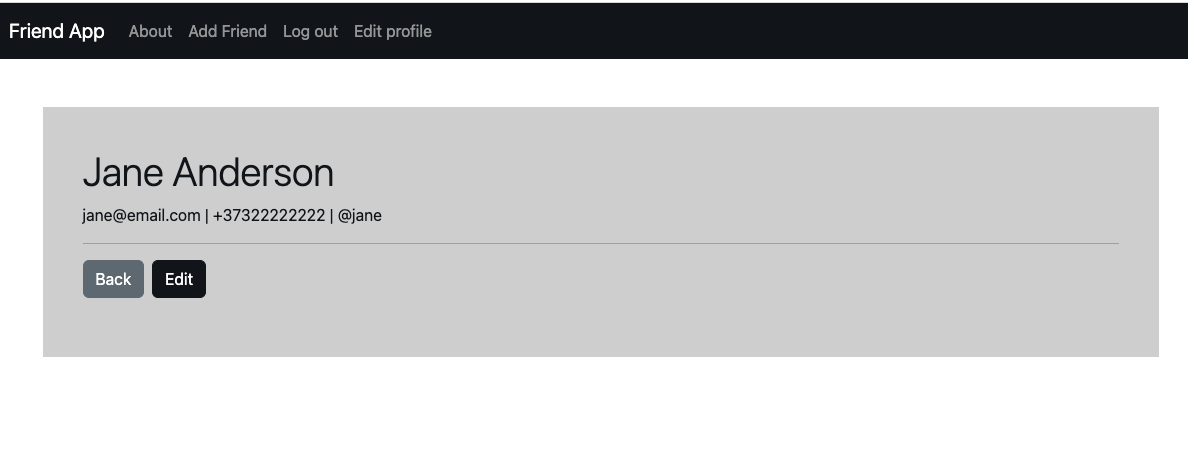 Friend App About Add Friend Log out Edit profile
Jane Anderson
jane@email.com | +37322222222 | @jane
Back Edit